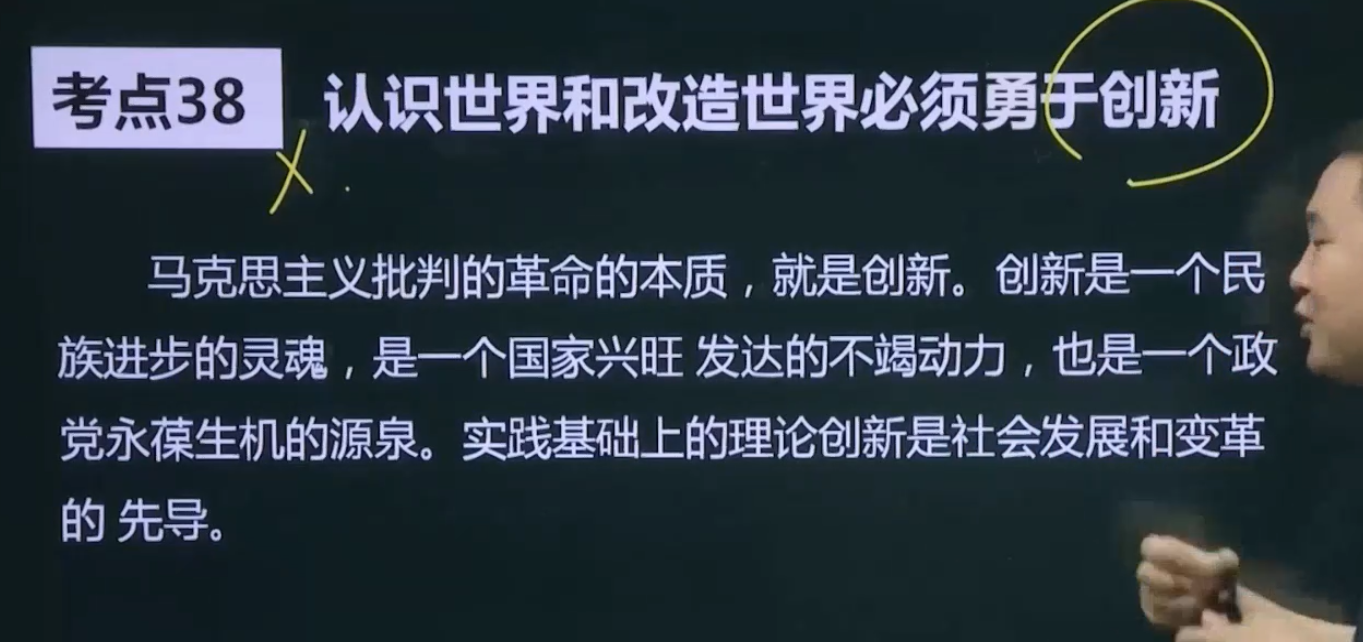 考点38 认识世界和改造世界必须勇于创新
马克思主义批判的革命的本质，就是创新。创新是一个民
族进步的灵魂，是一个国家兴旺 发达的不竭动力，也是一个政
党永葆生机的源泉。实践基础上的理论创新是社会发展和变革
的 先导。